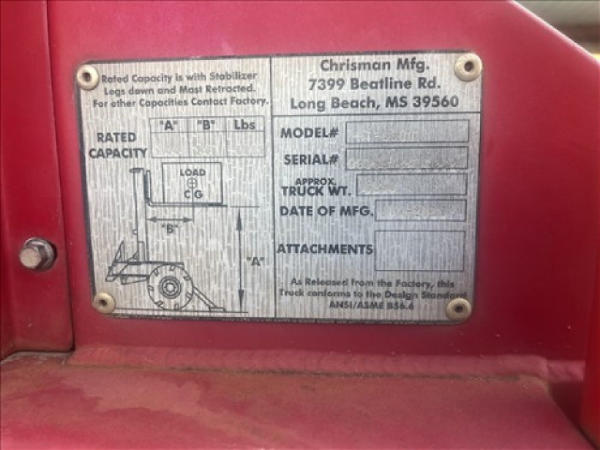 Rated Capacity is with Stabilizer
Legs down and Mast Retracted.
For other Capacities Contact Factory.
"A" "B" Lbs
RATED
CAPACITY
LOAD
C G
"B"
"A"
Chrisman Mfg.
7399 Beatline Rd.
Long Beach, MS 39560
MODEL#
SERIAL#
APPROX.
TRUCK WT.
DATE OF MFG.
ATTACHMENTS
As Released from the Factory, this
Truck conforms to the Design Standard
ANSI/ASME B56.6